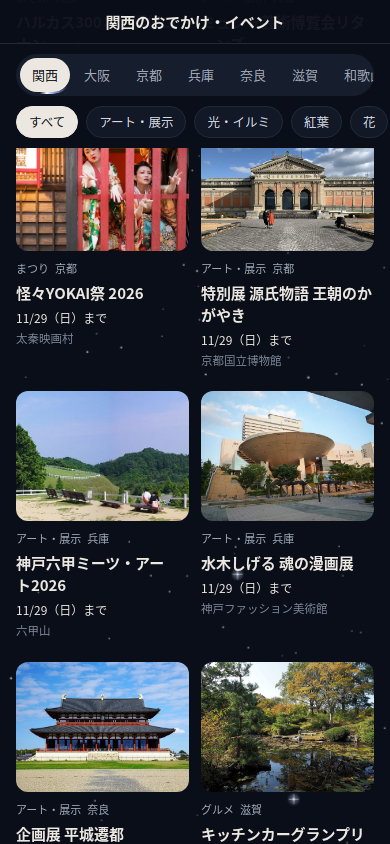 関西のおでかけ・イベント
関西 大阪 京都 兵庫 奈良 滋賀
すべて アート・展示 光・イルミ 紅葉 花
まつり 京都
怪々YOKAI祭 2026
11/29（日）まで
太秦映画村
アート・展示 京都
特別展 源氏物語 王朝のか
がやき
11/29（日）まで
京都国立博物館
アート・展示 兵庫
神戸六甲ミーツ・アー
ト2026
11/29（日）まで
六甲山
アート・展示 兵庫
水木しげる 魂の漫画展
11/29（日）まで
神戸ファッション美術館
アート・展示 奈良
企画展 平城遷都
グルメ 滋賀
キッチンカーグランプリ